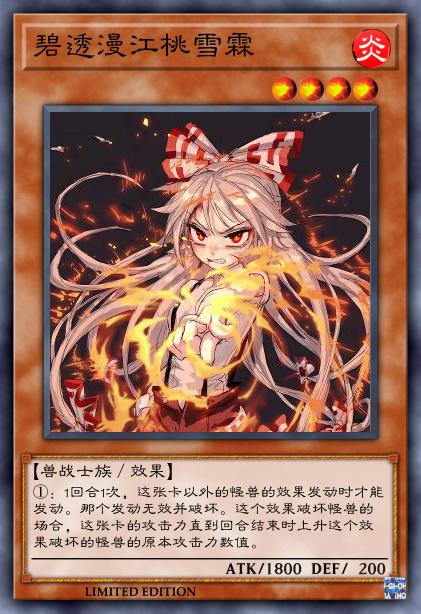 碧透漫江桃雪霖
炎
【兽战士族／效果】
①：1回合1次，这张卡以外的怪兽的效果发动时才能
发动。那个发动无效并破坏。这个效果破坏怪兽的
场合，这张卡的攻击力直到回合结束时上升这个效
果破坏的怪兽的原本攻击力数值。
ATK/1800 DEF/ 200
LIMITED EDITION